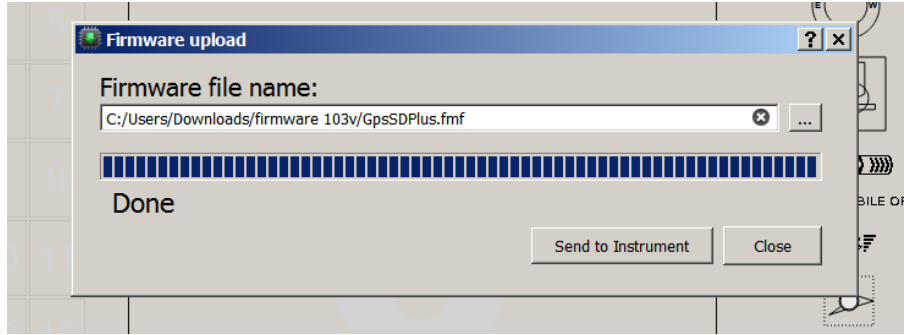 E W
Firmware upload
? ×
Firmware file name:
C:/Users/Downloads/firmware 103v/GpsSDPlus.fmf
...
Done
Send to Instrument
Close
BILE OF